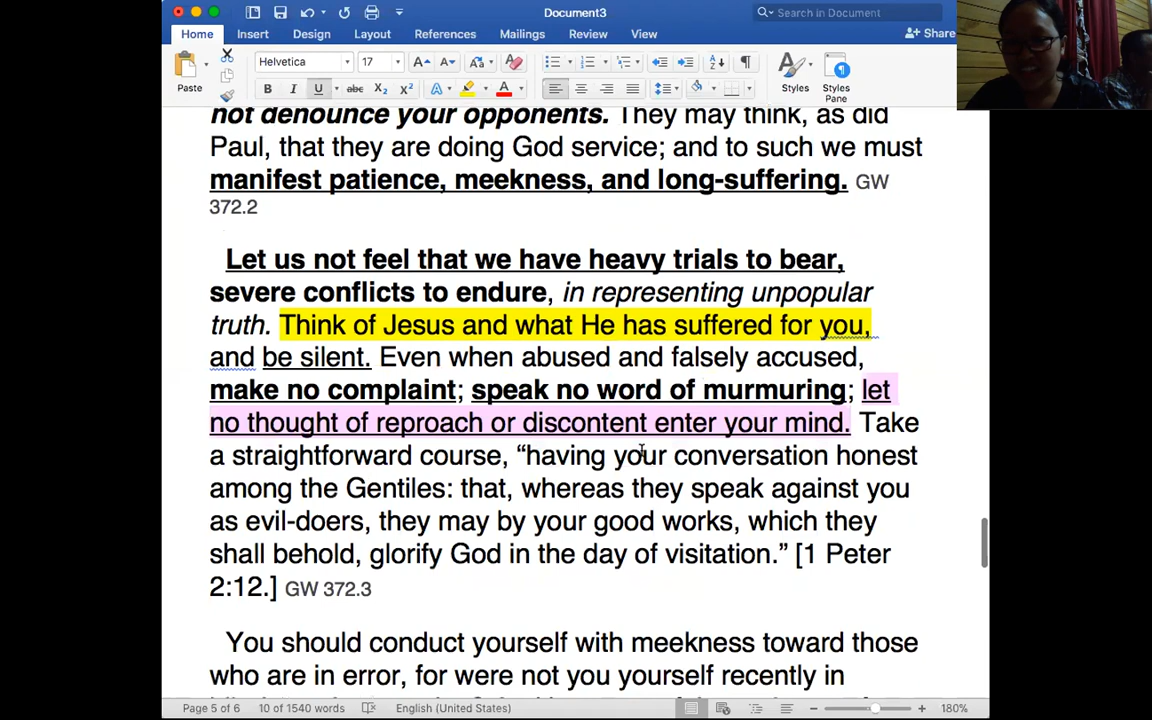 Document3
Search in Document
Home Insert Design Layout References Mailings Review View Share
Helvetica 17
Paste Styles Styles Pane
B I U abc X₂ X² A A
not denounce your opponents. They may think, as did
Paul, that they are doing God service; and to such we must
manifest patience, meekness, and long-suffering. GW
372.2
Let us not feel that we have heavy trials to bear,
severe conflicts to endure, in representing unpopular
truth. Think of Jesus and what He has suffered for you,
and be silent. Even when abused and falsely accused,
make no complaint; speak no word of murmuring; let
no thought of reproach or discontent enter your mind. Take
a straightforward course, “having your conversation honest
among the Gentiles: that, whereas they speak against you
as evil-doers, they may by your good works, which they
shall behold, glorify God in the day of visitation.” [1 Peter
2:12.] GW 372.3
You should conduct yourself with meekness toward those
who are in error, for were not you yourself recently in
Page 5 of 6 10 of 1540 words English (United States) 180%